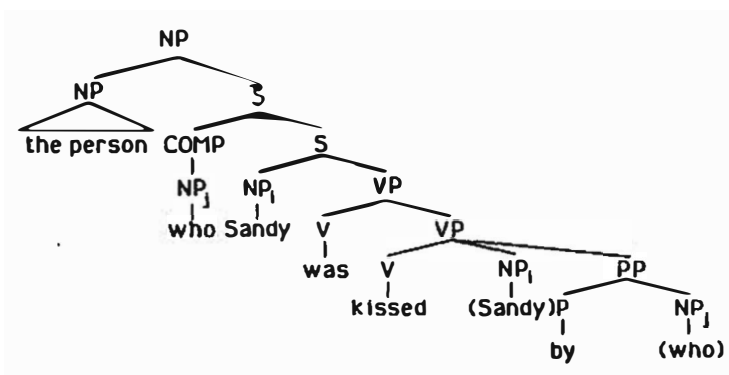 NP
NP S
the person COMP S
NPj NPi VP
who Sandy V VP
was V NPi PP
kissed (Sandy) P NPj
by (who)